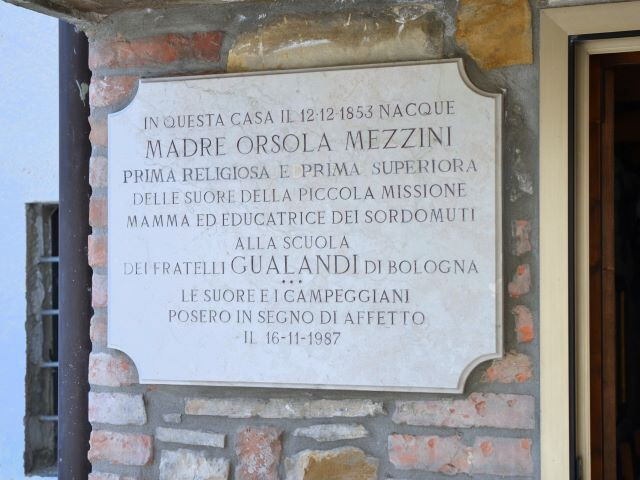 IN QUESTA CASA IL 12·12·1853 NACQUE
MADRE ORSOLA MEZZINI
PRIMA RELIGIOSA E PRIMA SUPERIORA
DELLE SUORE DELLA PICCOLA MISSIONE
MAMMA ED EDUCATRICE DEI SORDOMUTI
ALLA SCUOLA
DEI FRATELLI GUALANDI DI BOLOGNA
•••
LE SUORE E I CAMPEGGIANI
POSERO IN SEGNO DI AFFETTO
IL 16-11-1987